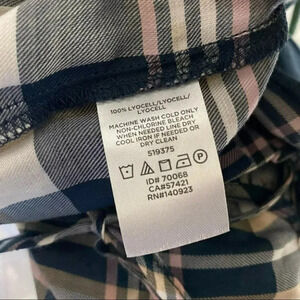 100% LYOCELL/LYOCELL/
LYOCELL
MACHINE WASH COLD ONLY
NON-CHLORINE BLEACH
WHEN NEEDED LINE DRY
COOL IRON IF NEEDED OR
DRY CLEAN
519375
P
ID# 70068
CA#57421
RN#140923